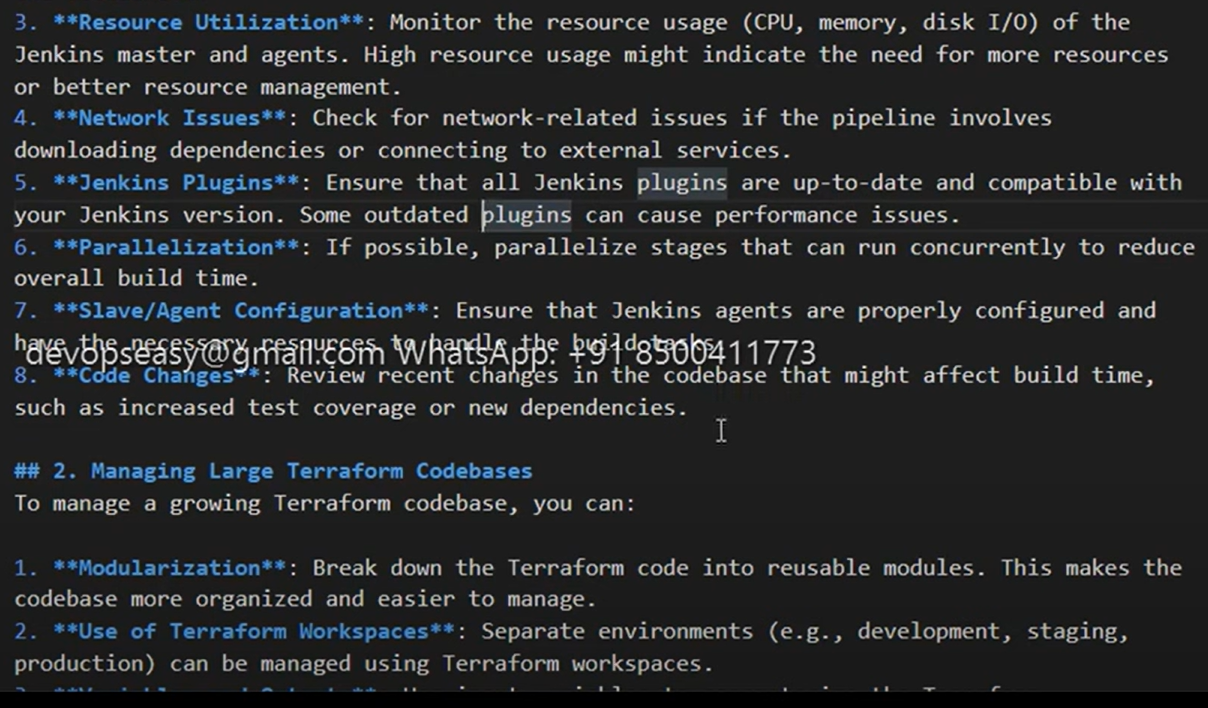 3. **Resource Utilization**: Monitor the resource usage (CPU, memory, disk I/O) of the
Jenkins master and agents. High resource usage might indicate the need for more resources
or better resource management.
4. **Network Issues**: Check for network-related issues if the pipeline involves
downloading dependencies or connecting to external services.
5. **Jenkins Plugins**: Ensure that all Jenkins plugins are up-to-date and compatible with
your Jenkins version. Some outdated plugins can cause performance issues.
6. **Parallelization**: If possible, parallelize stages that can run concurrently to reduce
overall build time.
7. **Slave/Agent Configuration**: Ensure that Jenkins agents are properly configured and
have the necessary resources to handle the build tasks.
devopseasy@gmail.com WhatsApp: +91 8500411773
8. **Code Changes**: Review recent changes in the codebase that might affect build time,
such as increased test coverage or new dependencies.
## 2. Managing Large Terraform Codebases
To manage a growing Terraform codebase, you can:
1. **Modularization**: Break down the Terraform code into reusable modules. This makes the
codebase more organized and easier to manage.
2. **Use of Terraform Workspaces**: Separate environments (e.g., development, staging,
production) can be managed using Terraform workspaces.